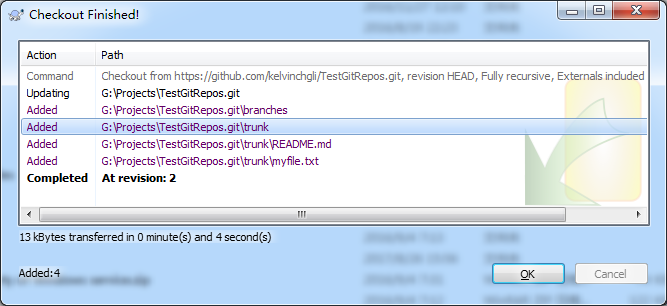 Checkout Finished!
Action Path
Command Checkout from https://github.com/kelvinchgli/TestGitRepos.git, revision HEAD, Fully recursive, Externals included
Updating G:\Projects\TestGitRepos.git
Added G:\Projects\TestGitRepos.git\branches
Added G:\Projects\TestGitRepos.git\trunk
Added G:\Projects\TestGitRepos.git\trunk\README.md
Added G:\Projects\TestGitRepos.git\trunk\myfile.txt
Completed At revision: 2
13 kBytes transferred in 0 minute(s) and 4 second(s)
Added:4
OK Cancel